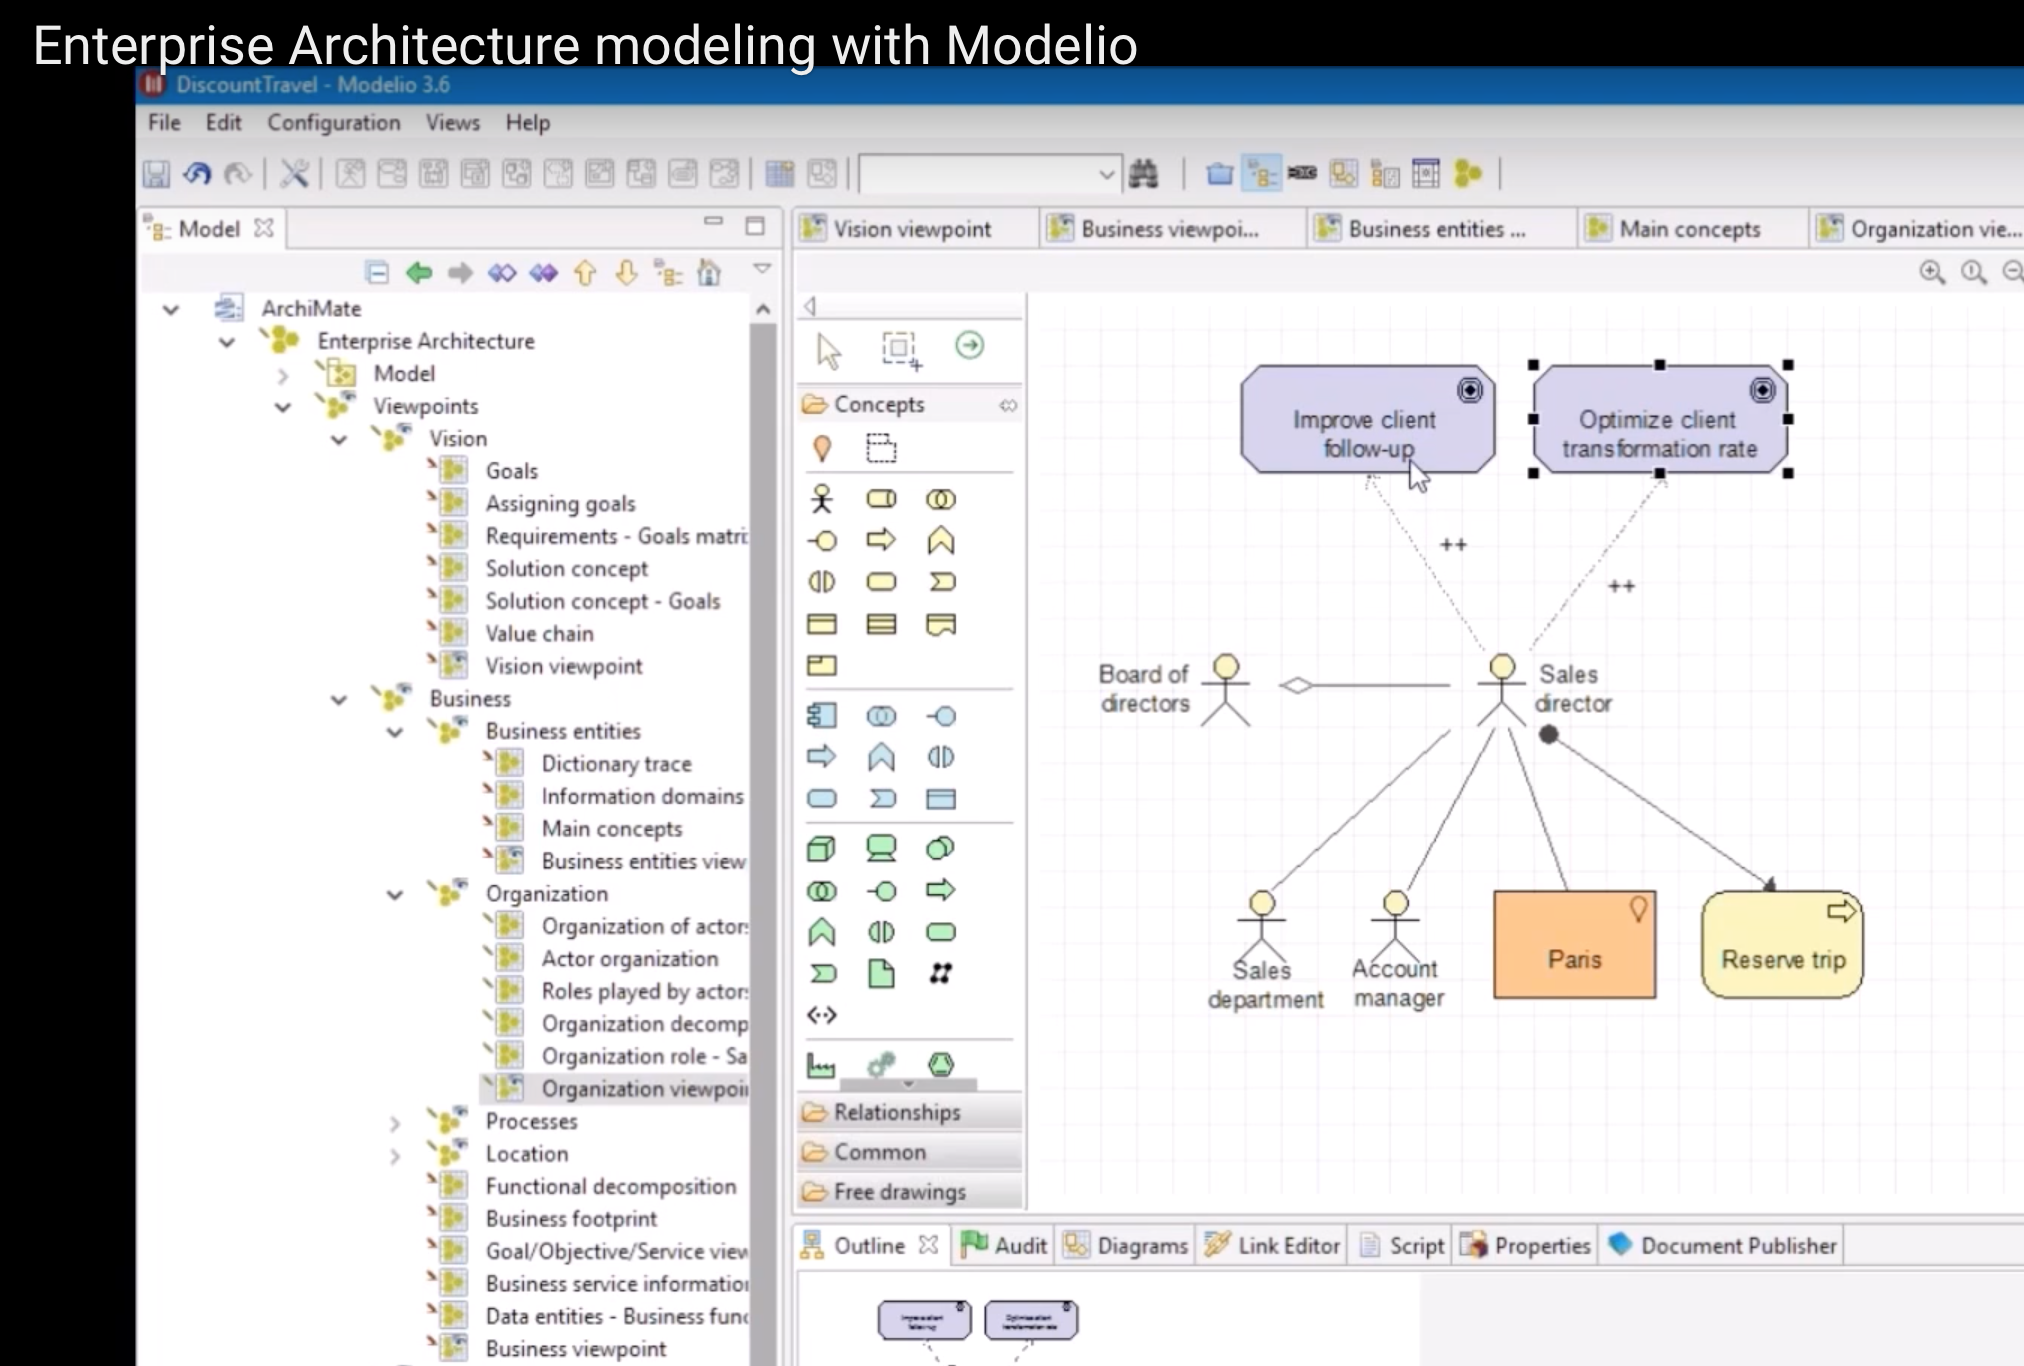 Enterprise Architecture modeling with Modelio
DiscountTravel - Modelio 3.6
File Edit Configuration Views Help
Model
Vision viewpoint
Business viewpoi...
Business entities ...
Main concepts
Organization vie...
ArchiMate
Enterprise Architecture
Model
Viewpoints
Vision
Goals
Assigning goals
Requirements - Goals matri
Solution concept
Solution concept - Goals
Value chain
Vision viewpoint
Business
Business entities
Dictionary trace
Information domains
Main concepts
Business entities view
Organization
Organization of actor
Actor organization
Roles played by actor
Organization decomp
Organization role - Sa
Organization viewpoi
Processes
Location
Functional decomposition
Business footprint
Goal/Objective/Service view
Business service information
Data entities - Business func
Business viewpoint
Concepts
Relationships
Common
Free drawings
Improve client
follow-up
Optimize client
transformation rate
++
++
Board of
directors
Sales
director
Sales
department
Account
manager
Paris
Reserve trip
Outline
Audit
Diagrams
Link Editor
Script
Properties
Document Publisher